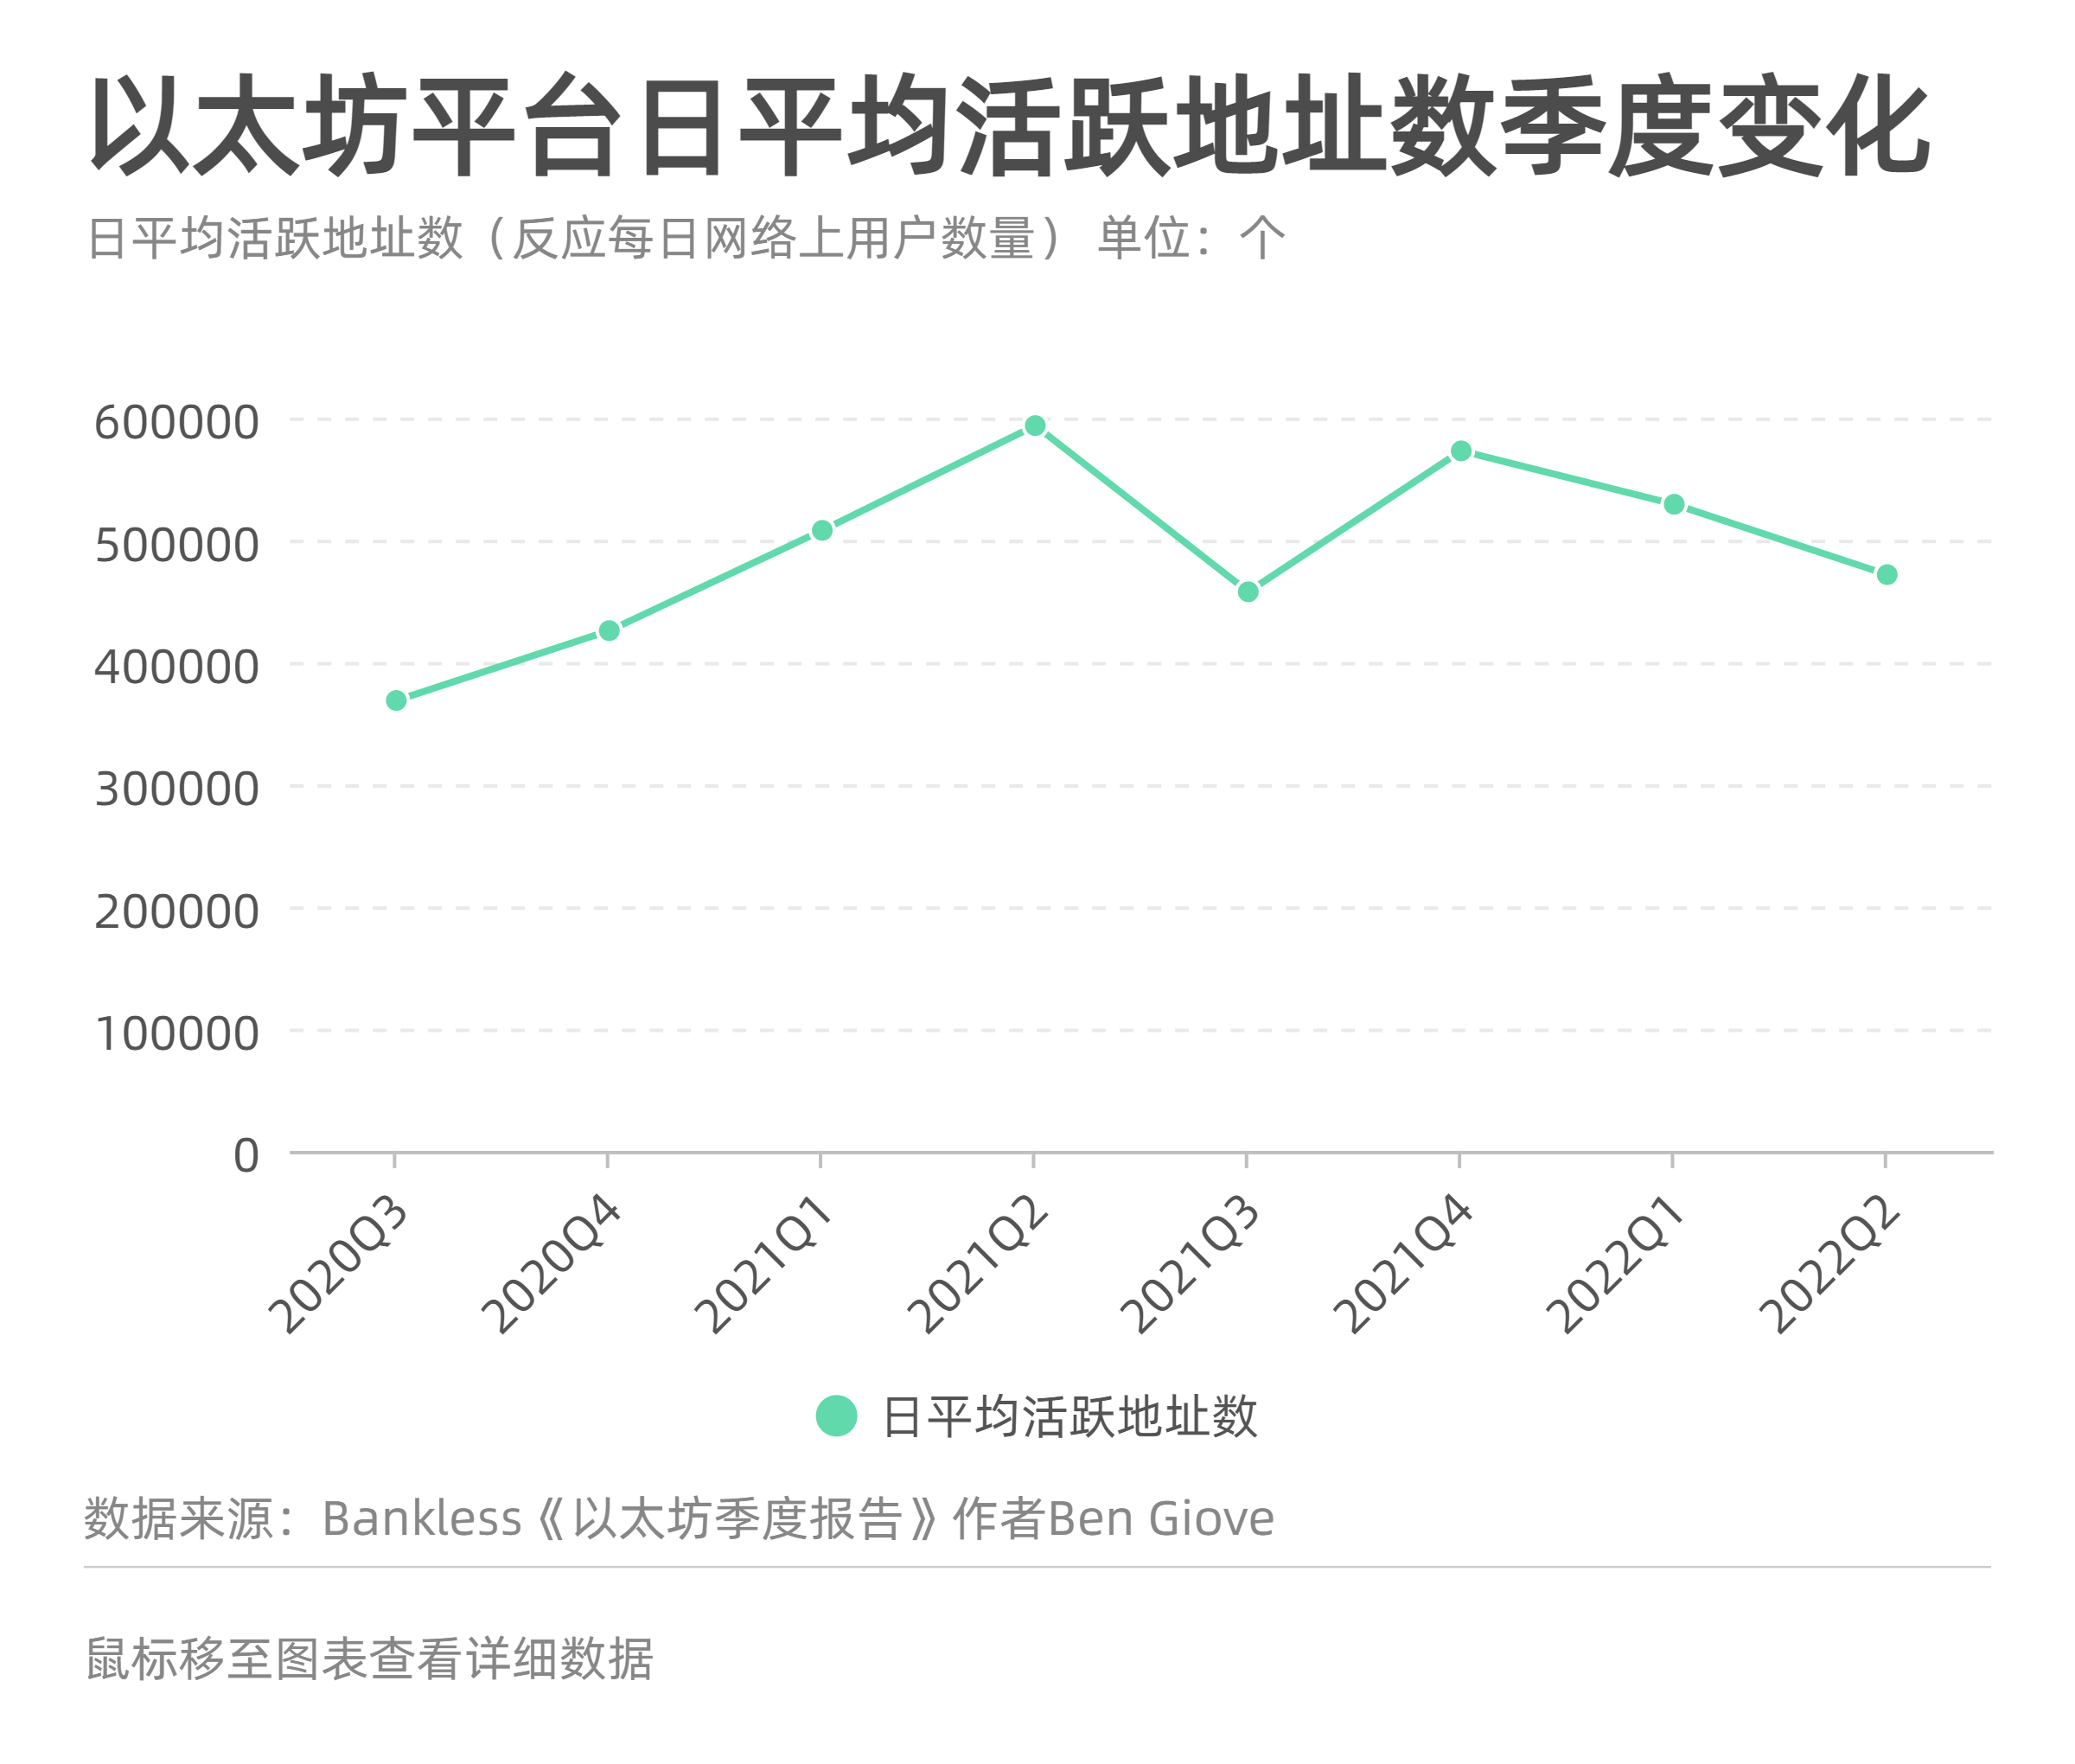 以太坊平台日平均活跃地址数季度变化
日平均活跃地址数（反应每日网络上用户数量） 单位：个
600000
500000
400000
300000
200000
100000
0
2020Q3
2020Q4
2021Q1
2021Q2
2021Q3
2021Q4
2022Q1
2022Q2
日平均活跃地址数
数据来源：Bankless《以太坊季度报告》作者Ben Giove
鼠标移至图表查看详细数据